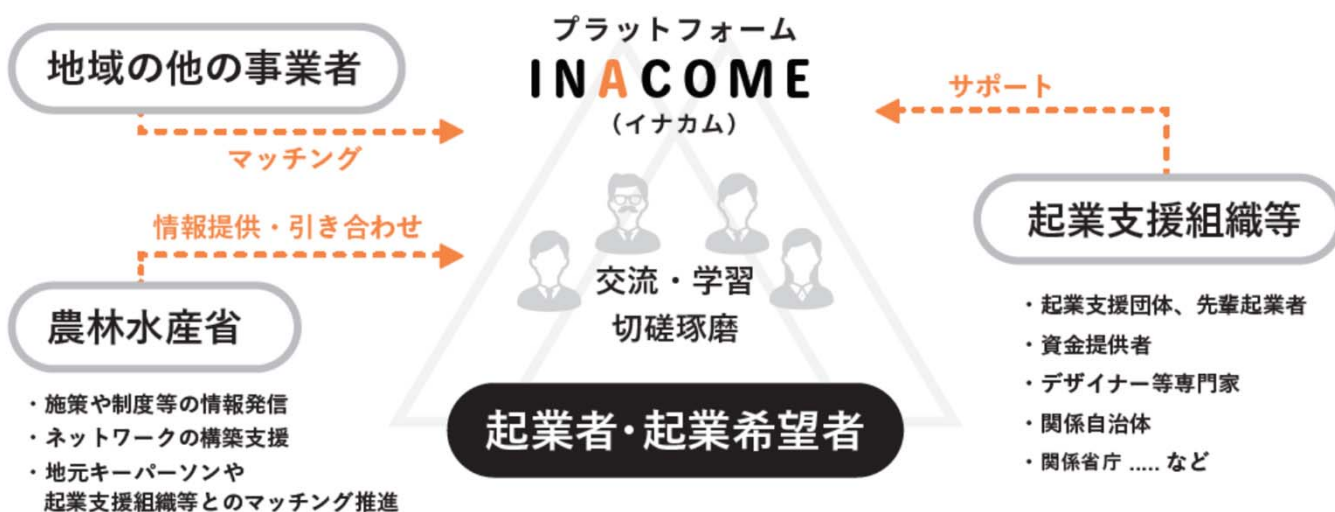 プラットフォーム
INACOME
(イナカム)
地域の他の事業者
マッチング
情報提供・引き合わせ
農林水産省
・施策や制度等の情報発信
・ネットワークの構築支援
・地元キーパーソンや
起業支援組織等とのマッチング推進
交流・学習
切磋琢磨
起業者・起業希望者
サポート
起業支援組織等
・起業支援団体、先輩起業者
・資金提供者
・デザイナー等専門家
・関係自治体
・関係省庁 ..... など